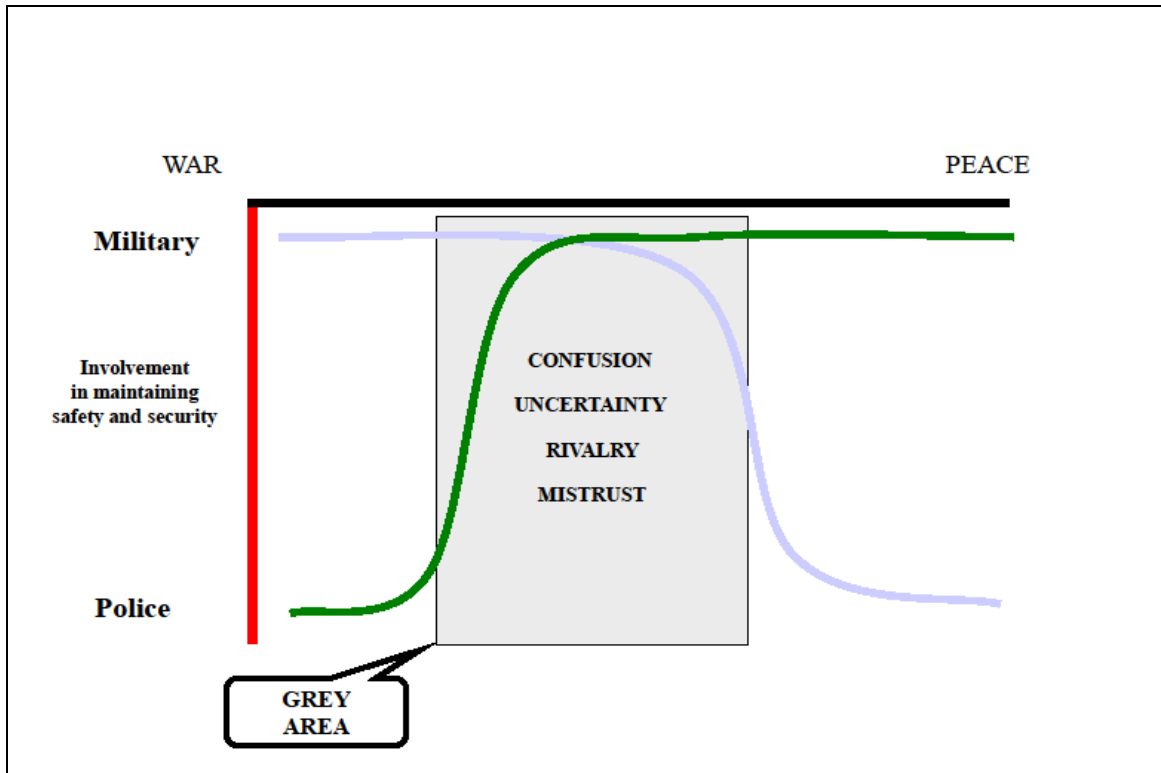 WAR
PEACE
Military
Involvement
in maintaining
safety and security
CONFUSION
UNCERTAINTY
RIVALRY
MISTRUST
Police
GREY
AREA